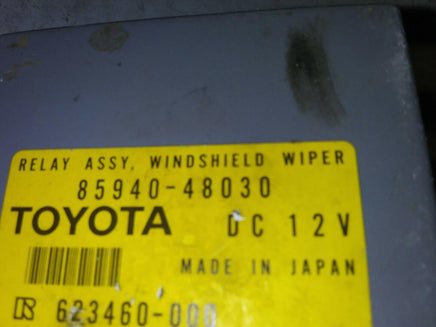 RELAY ASSY, WINDSHIELD WIPER
85940-48030
TOYOTA DC 12V
MADE IN JAPAN
623460-000